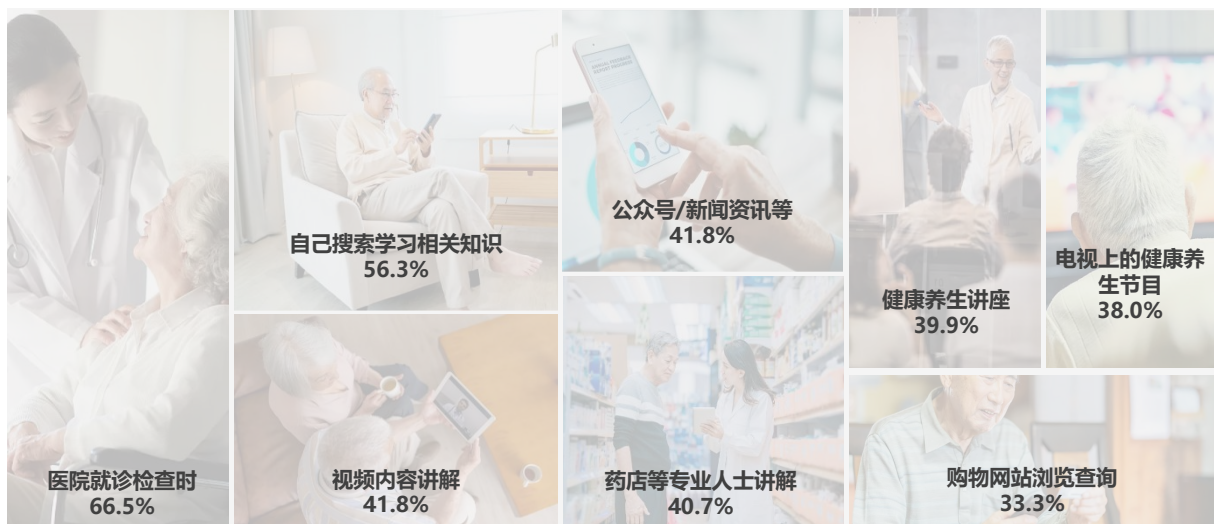 医院就诊检查时
66.5%
自己搜索学习相关知识
56.3%
视频内容讲解
41.8%
公众号/新闻资讯等
41.8%
药店等专业人士讲解
40.7%
健康养生讲座
39.9%
电视上的健康养
生节目
38.0%
购物网站浏览查询
33.3%